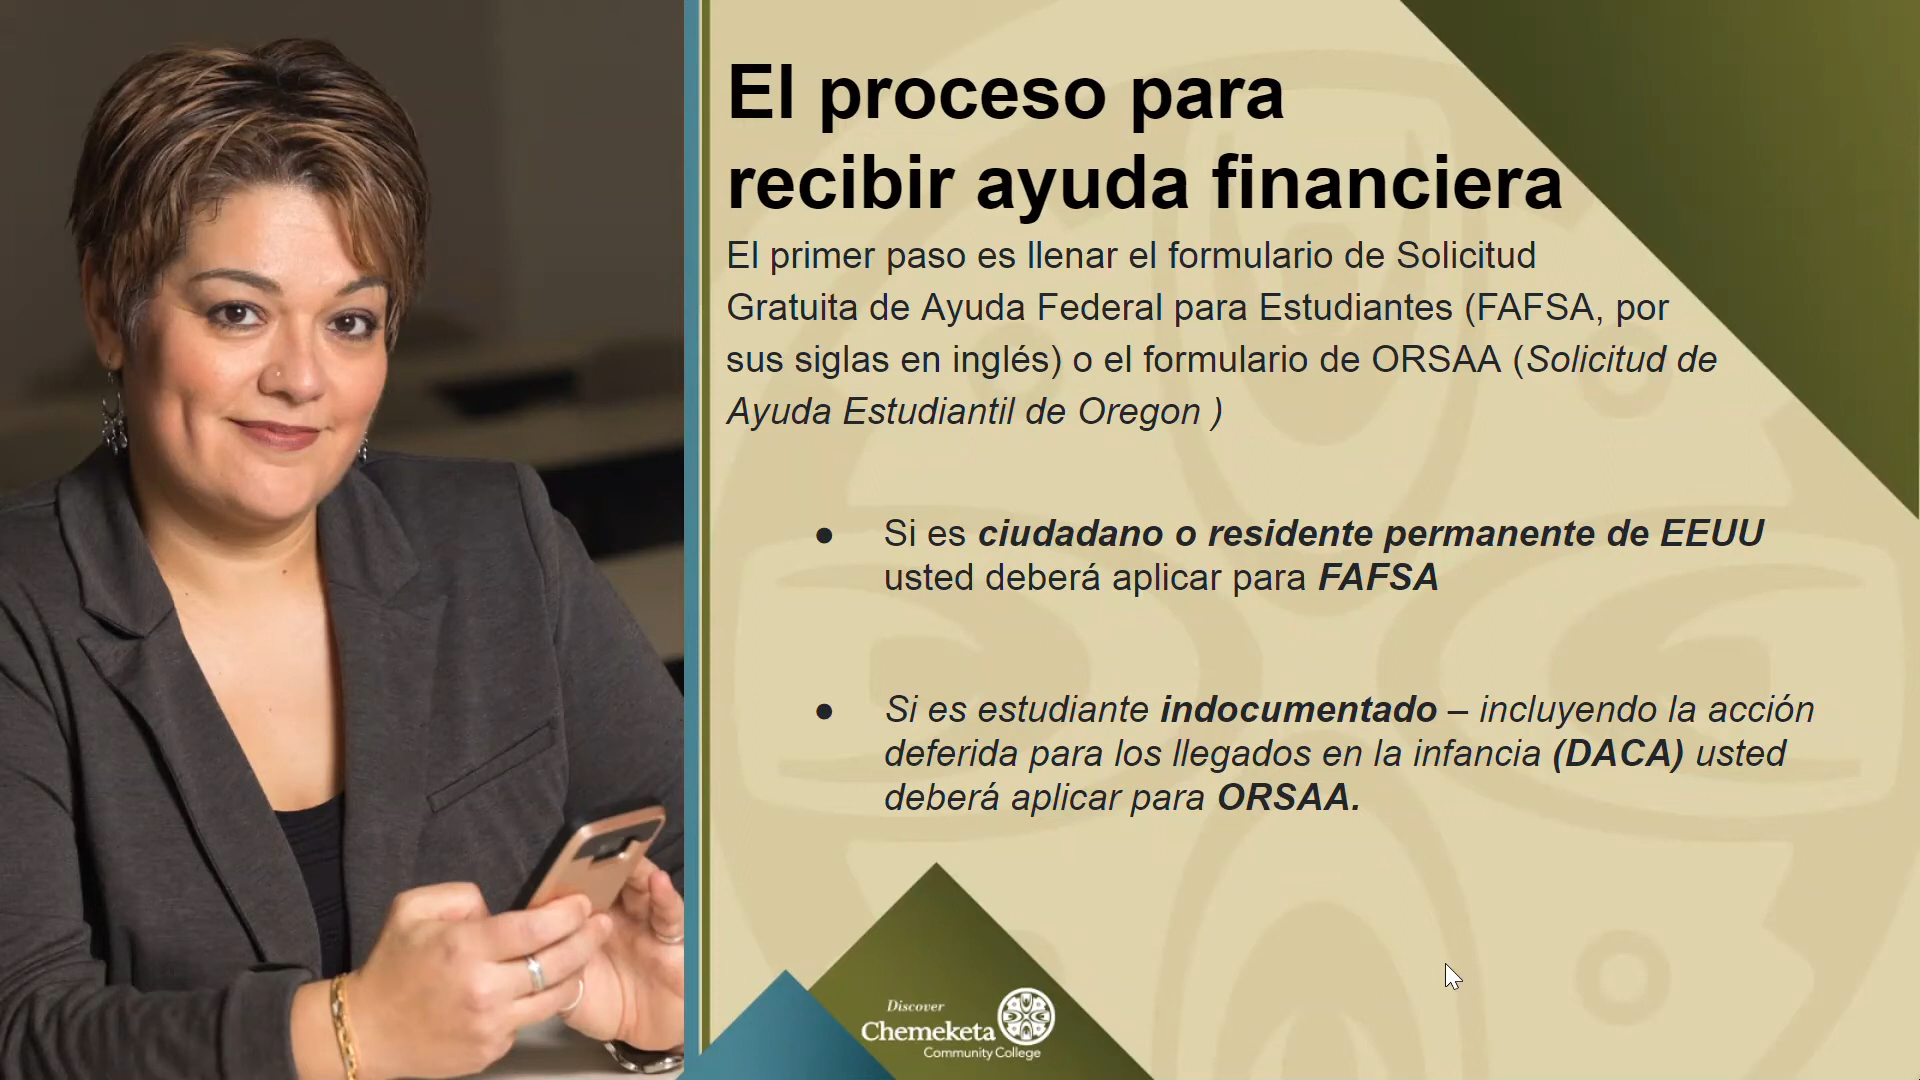 El proceso para
recibir ayuda financiera
El primer paso es llenar el formulario de Solicitud
Gratuita de Ayuda Federal para Estudiantes (FAFSA, por
sus siglas en inglés) o el formulario de ORSAA (Solicitud de
Ayuda Estudiantil de Oregon )
● Si es ciudadano o residente permanente de EEUU
usted deberá aplicar para FAFSA
● Si es estudiante indocumentado – incluyendo la acción
deferida para los llegados en la infancia (DACA) usted
deberá aplicar para ORSAA.
Discover
Chemeketa
Community College